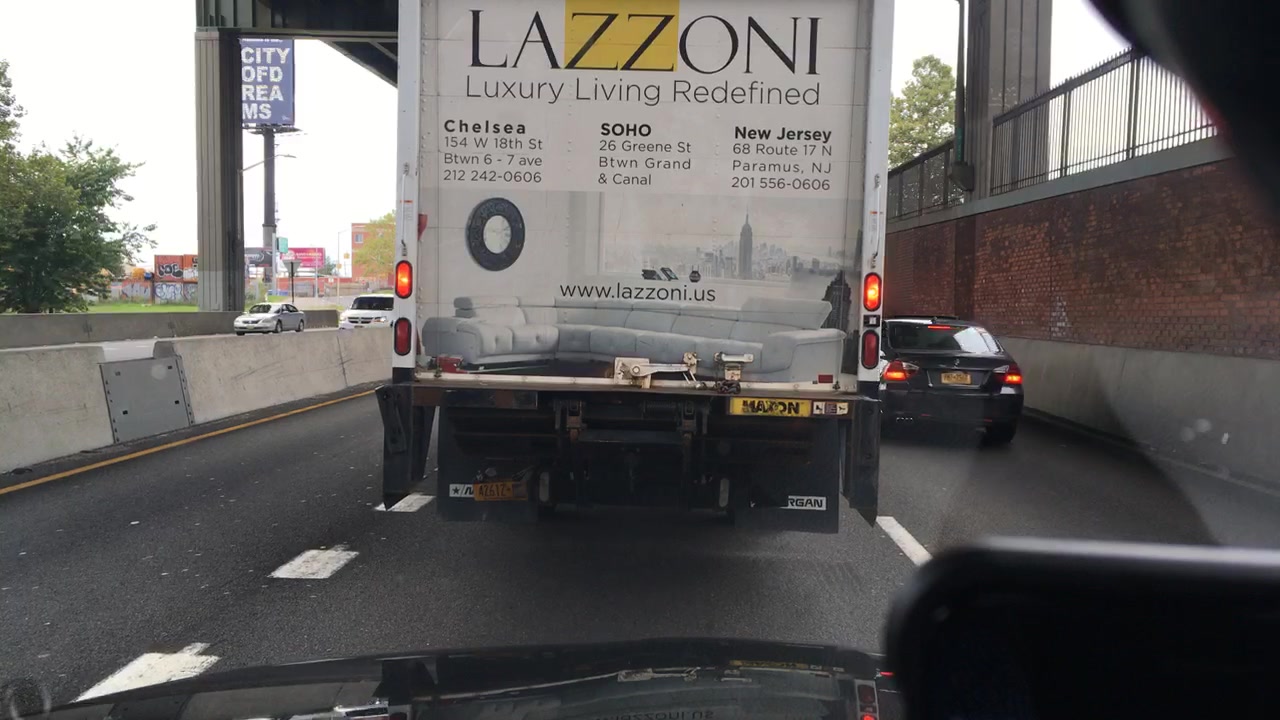 CITY
OFD
REA
MS
LAZZONI
Luxury Living Redefined
Chelsea
154 W 18th St
Btwn 6 - 7 ave
212 242-0606
SOHO
26 Greene St
Btwn Grand
& Canal
New Jersey
68 Route 17 N
Paramus, NJ
201 556-0606
www.lazzoni.us
MAXON
RGAN